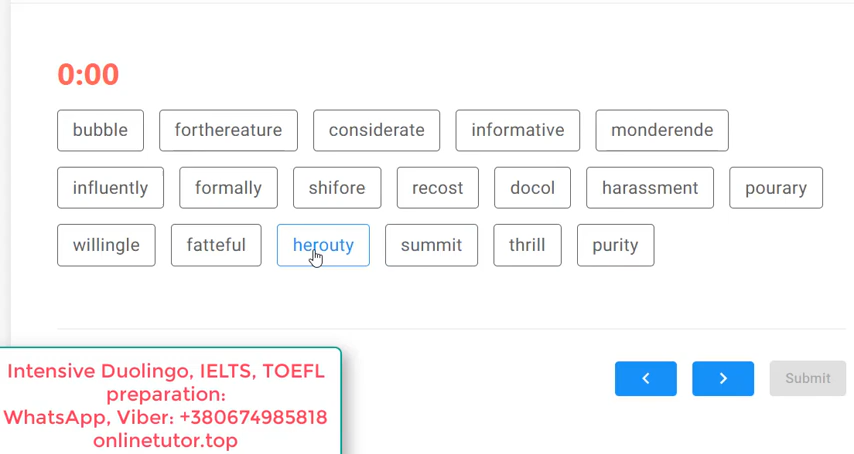 0:00
bubble forthereature considerate informative monderende
influently formally shifore recost docol harassment pourary
willingle fatteful herouty summit thrill purity
Submit
Intensive Duolingo, IELTS, TOEFL
preparation:
WhatsApp, Viber: +380674985818
onlinetutor.top